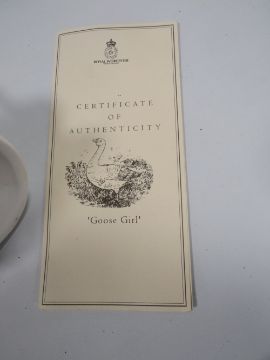 ROYAL WORCESTER
CERTIFICATE
OF
AUTHENTICITY
'Goose Girl'